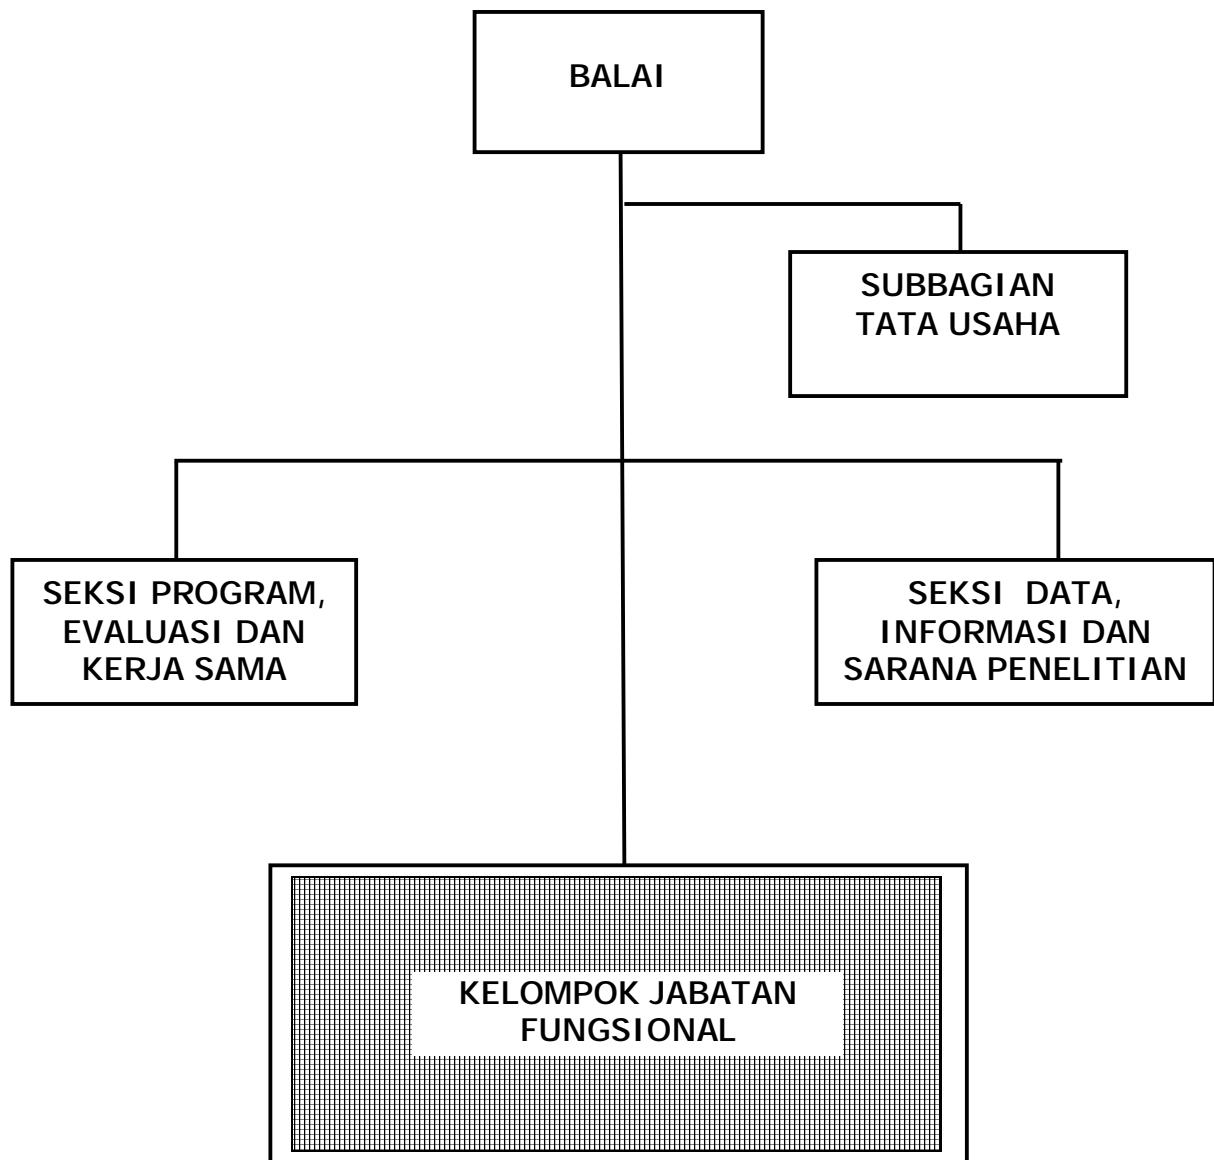 BALAI
SUBBAGIAN
TATA USAHA
SEKSI PROGRAM,
EVALUASI DAN
KERJA SAMA
SEKSI DATA,
INFORMASI DAN
SARANA PENELITIAN
KELOMPOK JABATAN
FUNGSIONAL